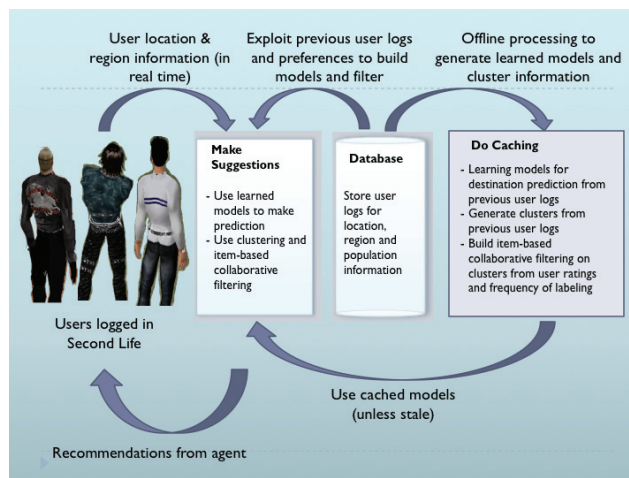 User location &
region information (in
real time)
Exploit previous user logs
and preferences to build
models and filter
Offline processing to
generate learned models and
cluster information
Make
Suggestions
- Use learned
models to make
prediction
- Use clustering and
item-based
collaborative
filtering
Database
Store user
logs for
location,
region and
population
information
Do Caching
- Learning models for
destination prediction from
previous user logs
- Generate clusters from
previous user logs
- Build item-based
collaborative filtering on
clusters from user ratings
and frequency of labeling
Users logged in
Second Life
Use cached models
(unless stale)
Recommendations from agent